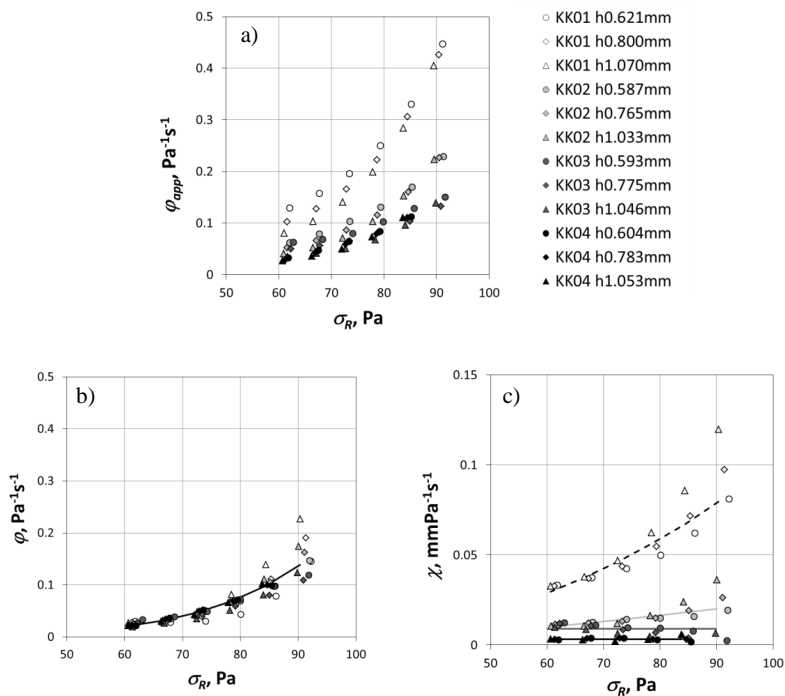 a)
0.5
0.4
0.3
0.2
0.1
0
φapp, Pa⁻¹s⁻¹
50 60 70 80 90 100
σR, Pa
KK01 h0.621mm
KK01 h0.800mm
KK01 h1.070mm
KK02 h0.587mm
KK02 h0.765mm
KK02 h1.033mm
KK03 h0.593mm
KK03 h0.775mm
KK03 h1.046mm
KK04 h0.604mm
KK04 h0.783mm
KK04 h1.053mm
b)
0.5
0.4
0.3
0.2
0.1
0
φ, Pa⁻¹s⁻¹
50 60 70 80 90 100
σR, Pa
c)
0.15
0.1
0.05
0
χ, mmPa⁻¹s⁻¹
50 60 70 80 90 100
σR, Pa